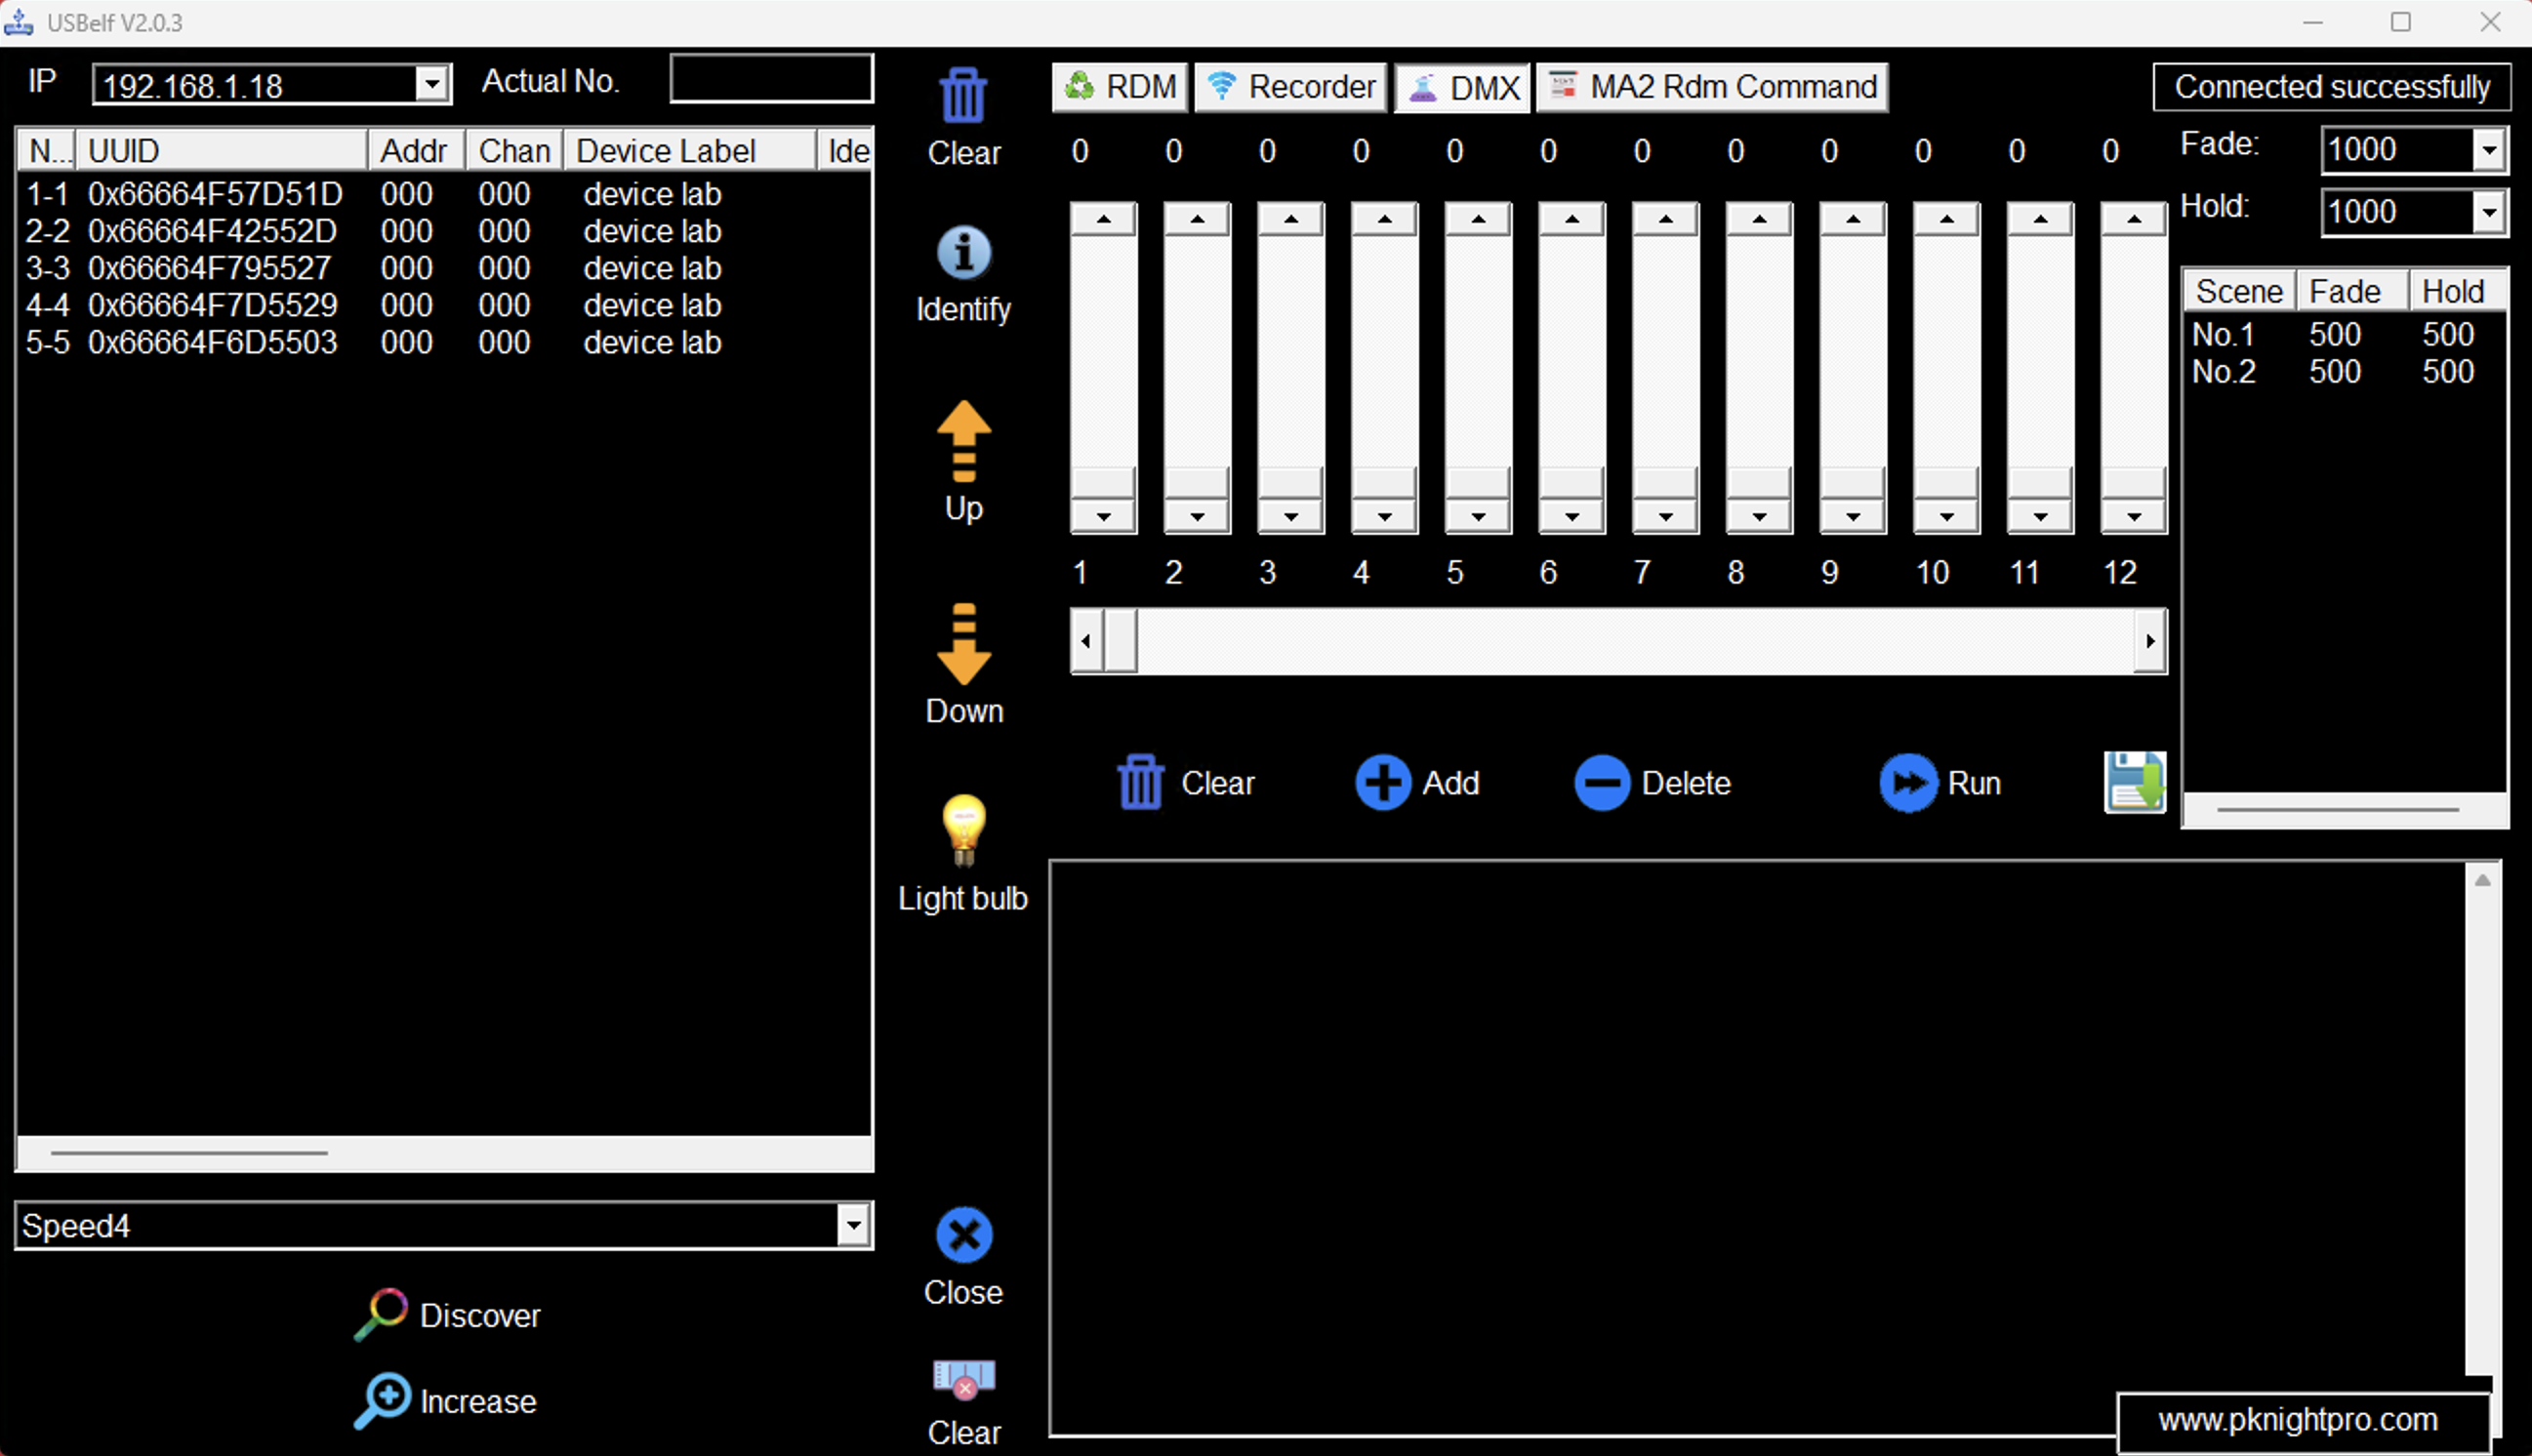 USBelf V2.0.3
IP 192.168.1.18 Actual No.
N... UUID Addr Chan Device Label Ide
1-1 0x66664F57D51D 000 000 device lab
2-2 0x66664F42552D 000 000 device lab
3-3 0x66664F795527 000 000 device lab
4-4 0x66664F7D5529 000 000 device lab
5-5 0x66664F6D5503 000 000 device lab
Speed4
Discover
Increase
Clear
Identify
Up
Down
Light bulb
Close
Clear
RDM Recorder DMX MA2 Rdm Command
0 0 0 0 0 0 0 0 0 0 0 0
1 2 3 4 5 6 7 8 9 10 11 12
Clear Add Delete Run
Connected successfully
Fade: 1000
Hold: 1000
Scene Fade Hold
No.1 500 500
No.2 500 500
www.pknightpro.com